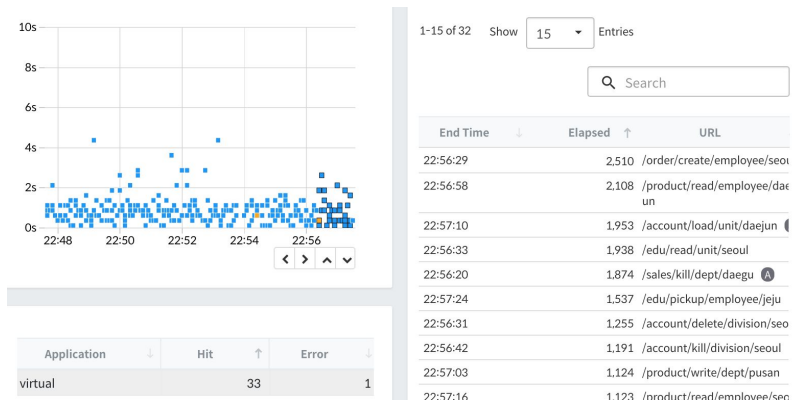 10s
8s
6s
4s
2s
0s
22:48 22:50 22:52 22:54 22:56
Application Hit Error
virtual 33 1
1-15 of 32 Show 15 Entries
Search
End Time Elapsed URL
22:56:29 2,510 /order/create/employee/seou
22:56:58 2,108 /product/read/employee/dae
un
22:57:10 1,953 /account/load/unit/daejun
22:56:33 1,938 /edu/read/unit/seoul
22:56:20 1,874 /sales/kill/dept/daegu A
22:57:24 1,537 /edu/pickup/employee/jeju
22:56:31 1,255 /account/delete/division/seo
22:56:42 1,191 /account/kill/division/seoul
22:57:03 1,124 /product/write/dept/pusan
22:57:16 1,123 /product/read/employee/seo